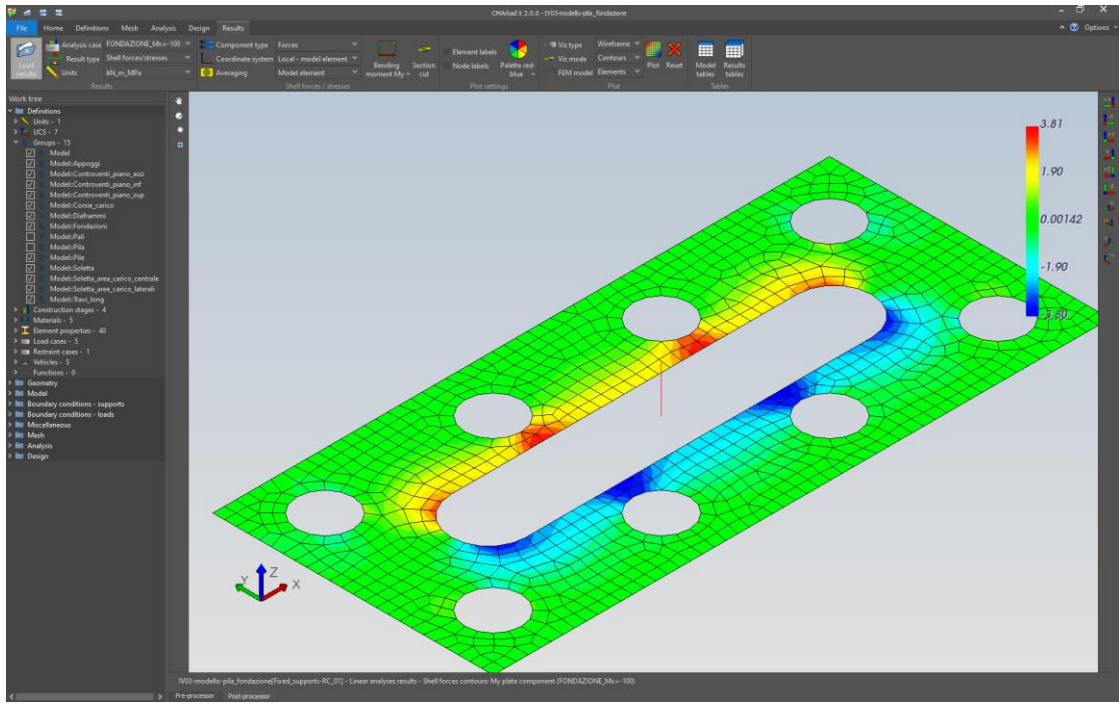 CMArkad X 2.0.0 - IV03-modello-pila_fondazione
File Home Definitions Mesh Analysis Design Results
Options
Load results
Analysis case FONDAZIONE_Mx=-100
Result type Shell forces/stresses
Units kN_m_MPa
Results
Component type Forces
Coordinate system Local - model element
Averaging Model element
Bending moment My
Section cut
Shell forces / stresses
Element labels
Node labels
Palette red-blue
Plot settings
Viz type Wireframe
Viz mode Contours
FEM model Elements
Plot Reset
Plot
Model tables
Results tables
Tables
Work tree
Definitions
Units - 1
UCS - 7
Groups - 15
Model
Model::Appoggi
Model::Controventi_piano_assi
Model::Controventi_piano_inf
Model::Controventi_piano_sup
Model::Corsie_carico
Model::Diaframmi
Model::Fondazioni
Model::Pali
Model::Pila
Model::Pile
Model::Soletta
Model::Soletta_area_carico_centrale
Model::Soletta_aree_carico_laterali
Model::Travi_long
Construction stages - 4
Materials - 5
Element properties - 40
Load cases - 5
Restraint cases - 1
Vehicles - 5
Functions - 0
Geometry
Model
Boundary conditions - supports
Boundary conditions - loads
Miscellaneous
Mesh
Analysis
Design
3.81
1.90
0.00142
-1.90
-3.80
Z
Y
X
IV03-modello-pila_fondazione[Fixed_supports-RC_01] - Linear analyses results - Shell forces contours: My plate component (FONDAZIONE_Mx=-100)
Pre-processor Post-processor